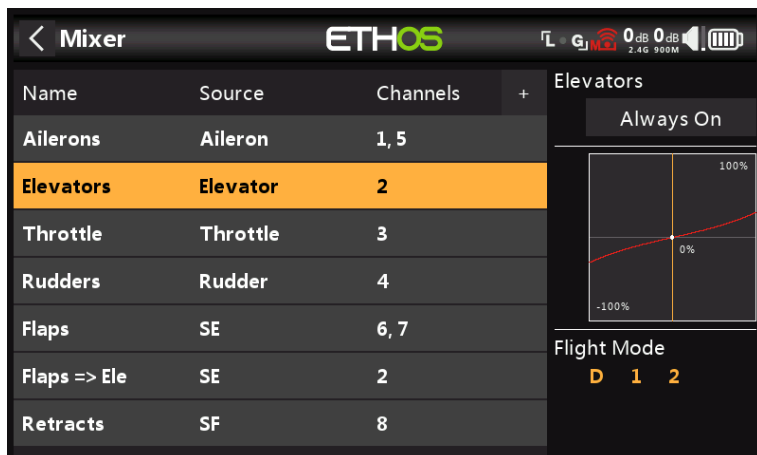 Mixer ETHOS L G M 0dB 0dB
2.4G 900M
Name Source Channels +
Ailerons Aileron 1, 5
Elevators Elevator 2
Throttle Throttle 3
Rudders Rudder 4
Flaps SE 6, 7
Flaps => Ele SE 2
Retracts SF 8
Elevators
Always On
100%
0%
-100%
Flight Mode
D 1 2